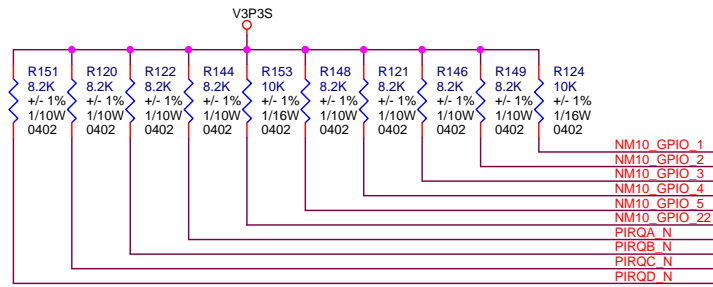 V3P3S
R151
8.2K
+/- 1%
1/10W
0402
R120
8.2K
+/- 1%
1/10W
0402
R122
8.2K
+/- 1%
1/10W
0402
R144
8.2K
+/- 1%
1/10W
0402
R153
10K
+/- 1%
1/16W
0402
R148
8.2K
+/- 1%
1/10W
0402
R121
8.2K
+/- 1%
1/10W
0402
R146
8.2K
+/- 1%
1/10W
0402
R149
8.2K
+/- 1%
1/10W
0402
R124
10K
+/- 1%
1/16W
0402
NM10_GPIO_1
NM10_GPIO_2
NM10_GPIO_3
NM10_GPIO_4
NM10_GPIO_5
NM10_GPIO_22
PIRQA_N
PIRQB_N
PIRQC_N
PIRQD_N